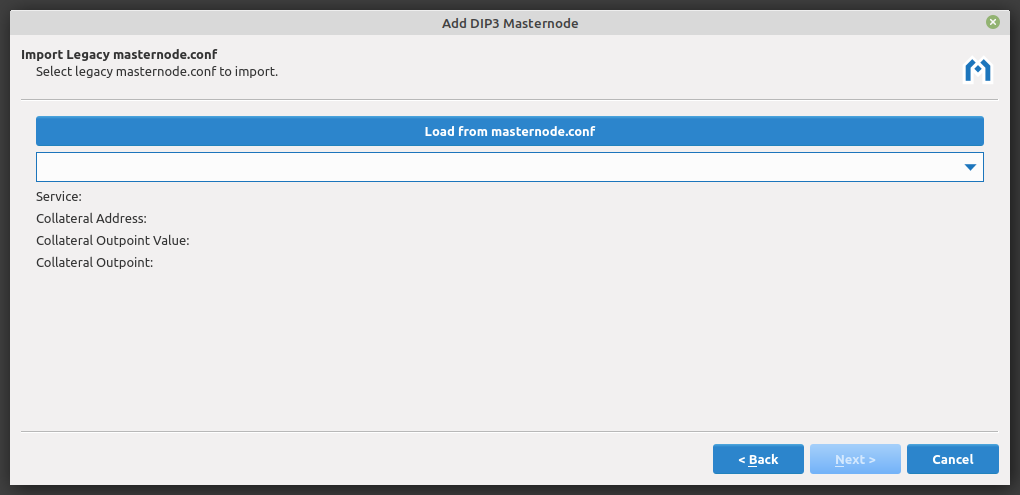 Add DIP3 Masternode
Import Legacy masternode.conf
Select legacy masternode.conf to import.
Load from masternode.conf
Service:
Collateral Address:
Collateral Outpoint Value:
Collateral Outpoint:
< Back
Next >
Cancel